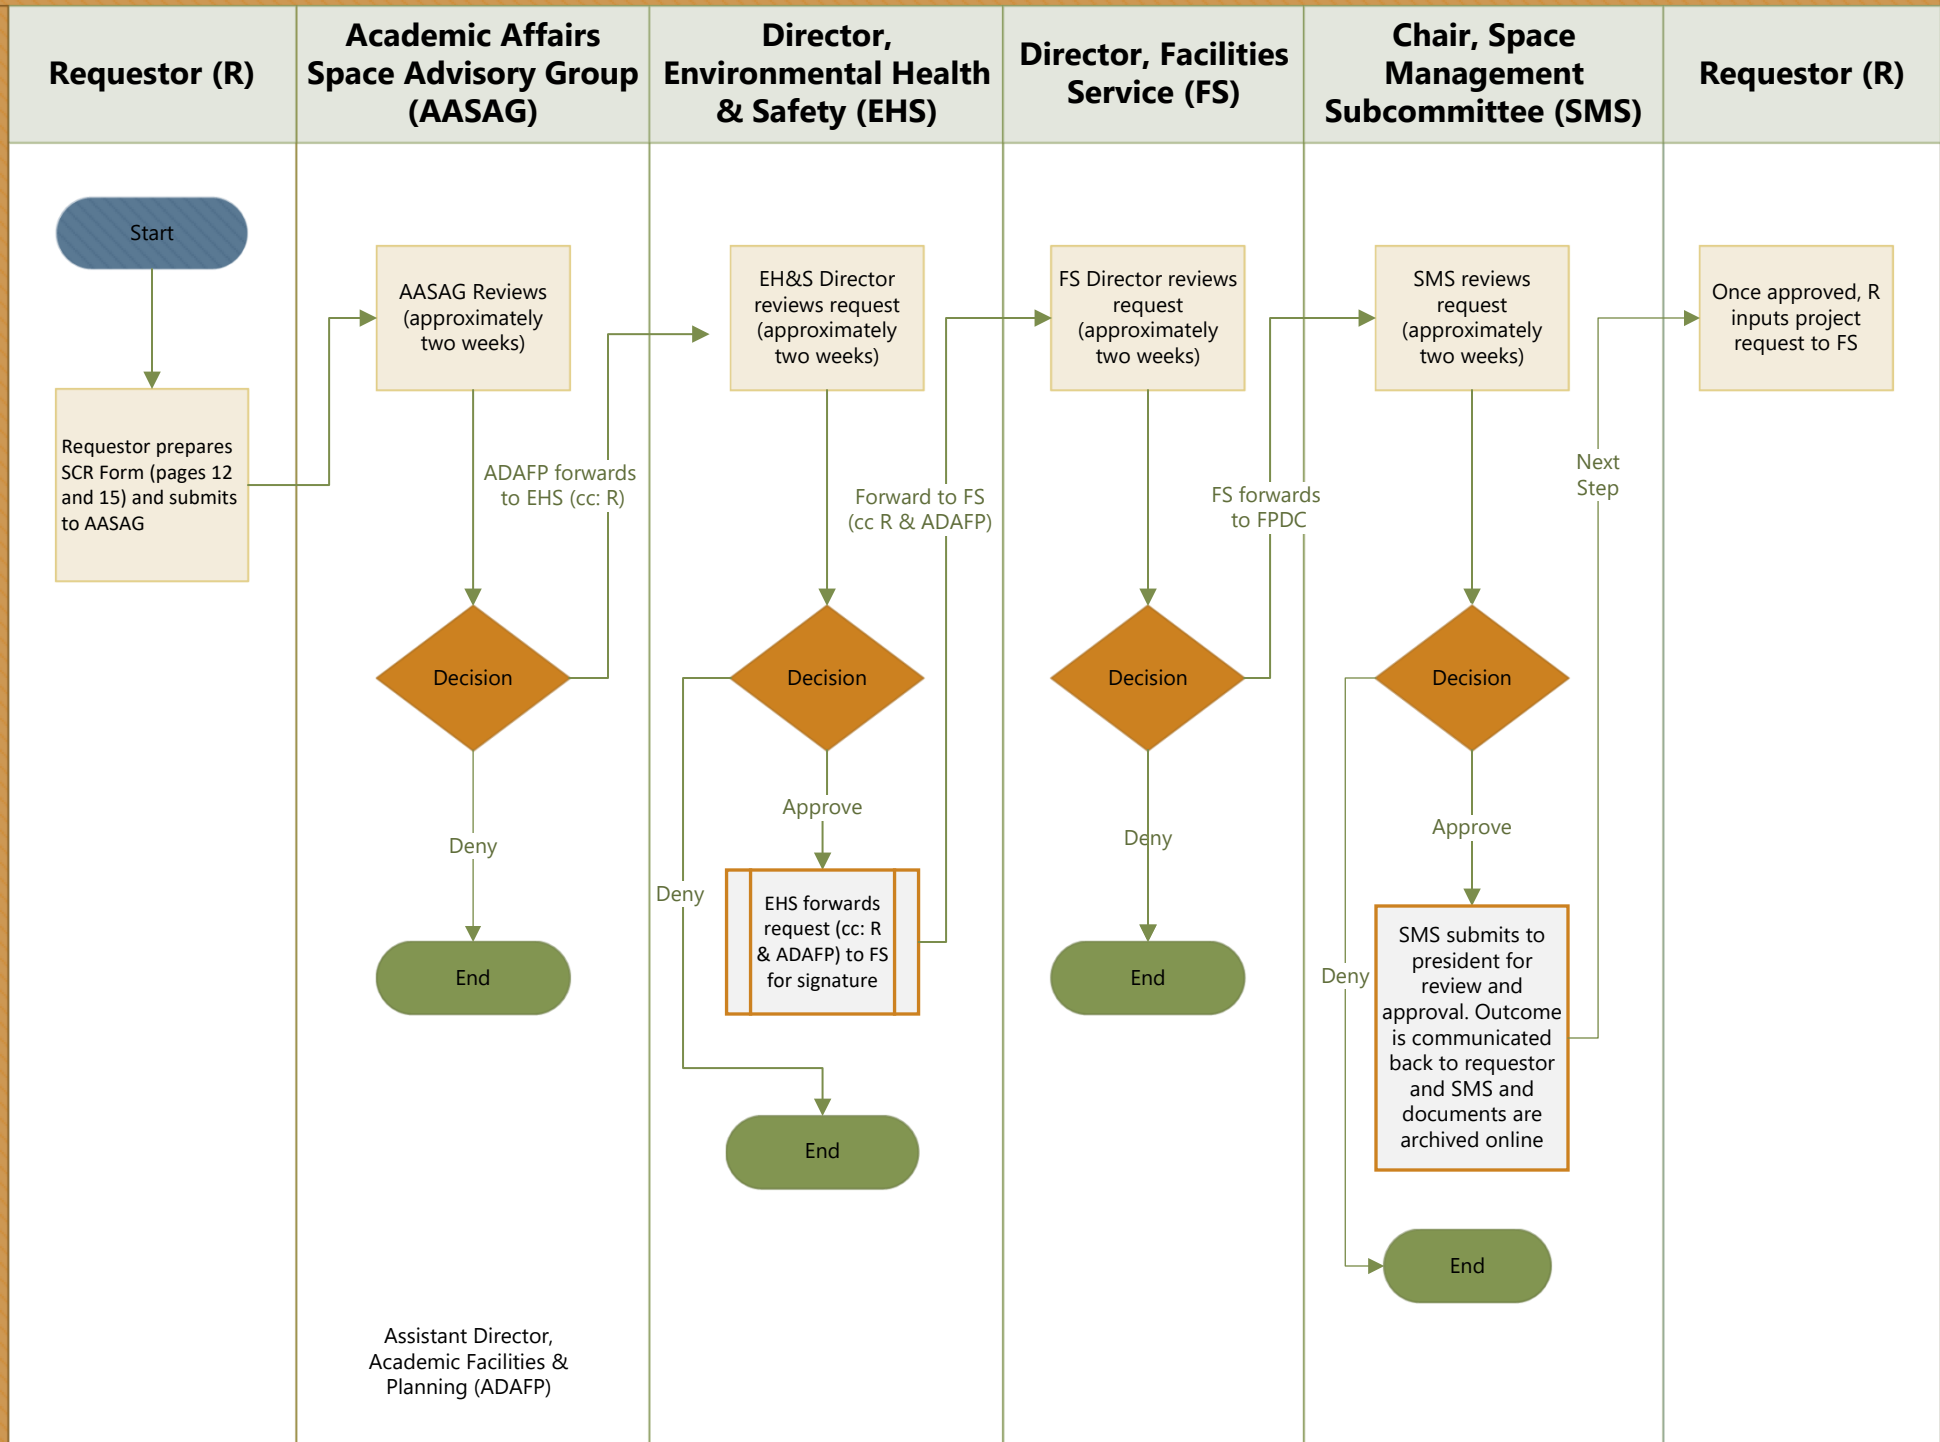 Requestor (R)
Academic Affairs
Space Advisory Group
(AASAG)
Director,
Environmental Health
& Safety (EHS)
Director, Facilities
Service (FS)
Chair, Space
Management
Subcommittee (SMS)
Requestor (R)
Start
Requestor prepares
SCR Form (pages 12
and 15) and submits
to AASAG
AASAG Reviews
(approximately
two weeks)
ADAFP forwards
to EHS (cc: R)
Decision
Deny
End
Assistant Director,
Academic Facilities &
Planning (ADAFP)
EH&S Director
reviews request
(approximately
two weeks)
Forward to FS
(cc R & ADAFP)
Decision
Approve
Deny
EHS forwards
request (cc: R
& ADAFP) to FS
for signature
End
FS Director reviews
request
(approximately
two weeks)
FS forwards
to FPDC
Decision
Deny
End
SMS reviews
request
(approximately
two weeks)
Next
Step
Decision
Approve
Deny
SMS submits to
president for
review and
approval. Outcome
is communicated
back to requestor
and SMS and
documents are
archived online
End
Once approved, R
inputs project
request to FS